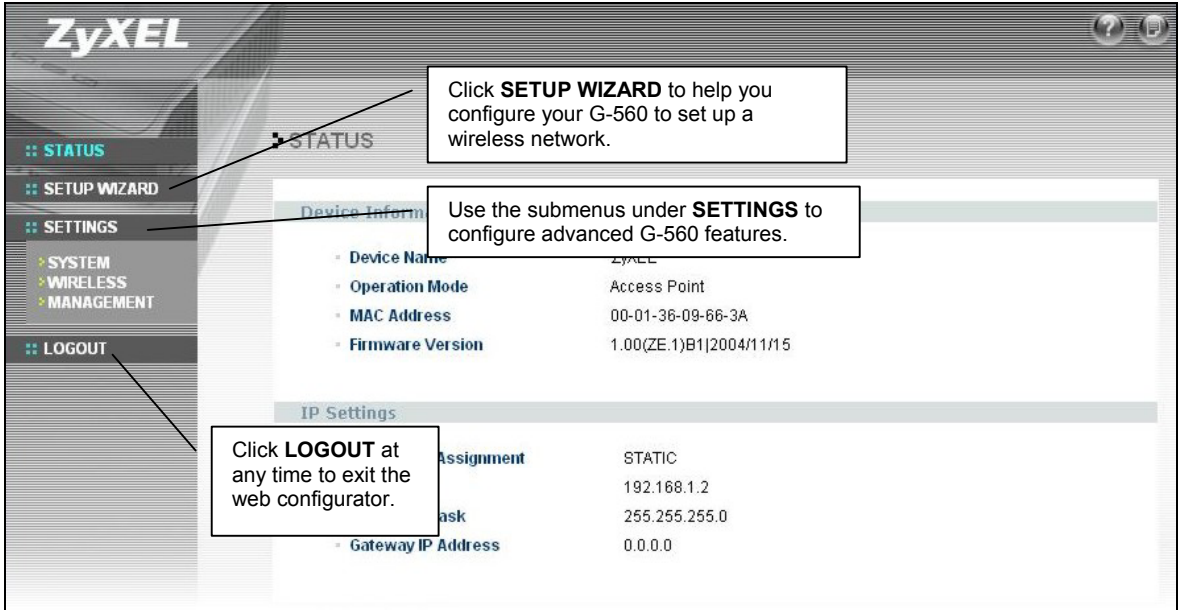 ZyXEL
Click SETUP WIZARD to help you
configure your G-560 to set up a
wireless network.
STATUS
:: STATUS
:: SETUP WIZARD
:: SETTINGS
SYSTEM
WIRELESS
MANAGEMENT
:: LOGOUT
Device
Use the submenus under SETTINGS to
configure advanced G-560 features.
Device Name
Operation Mode Access Point
MAC Address 00-01-36-09-66-3A
Firmware Version 1.00(ZE.1)B1|2004/11/15
IP Settings
Click LOGOUT at
any time to exit the
web configurator.
Assignment STATIC
192.168.1.2
255.255.255.0
Gateway IP Address 0.0.0.0